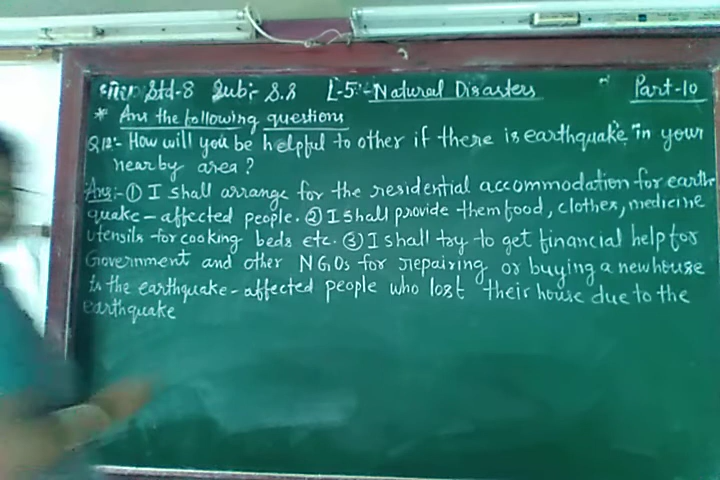 Std-8 Sub:- S.S L-5:- Natural Disasters Part-10
* Ans the following questions
Q12:- How will you be helpful to other if there is earthquake in your
nearby area?
Ans:- ① I shall arrange for the residential accommodation for earth-
quake-affected people. ② I shall provide them food, clothes, medicine
utensils for cooking beds etc. ③ I shall try to get financial help for
Government and other NGOs for repairing or buying a new house
to the earthquake-affected people who lost their house due to the
earthquake